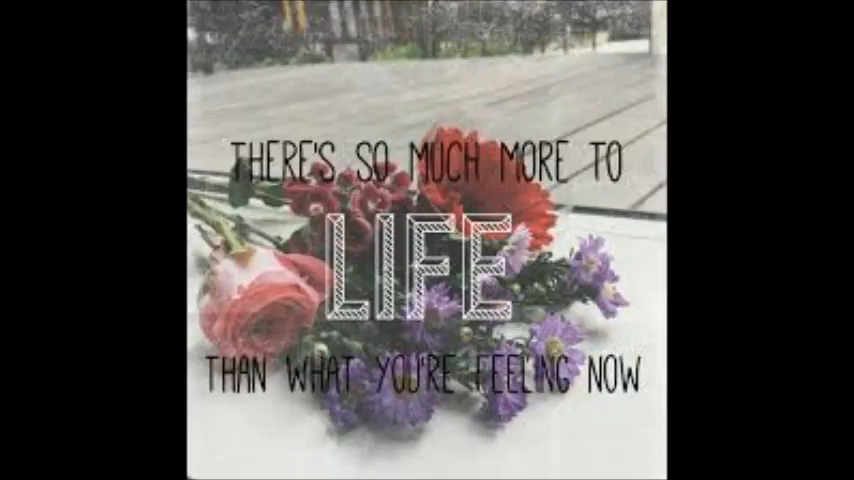 THERE'S SO MUCH MORE TO
LIFE
THAN WHAT YOU'RE FEELING NOW